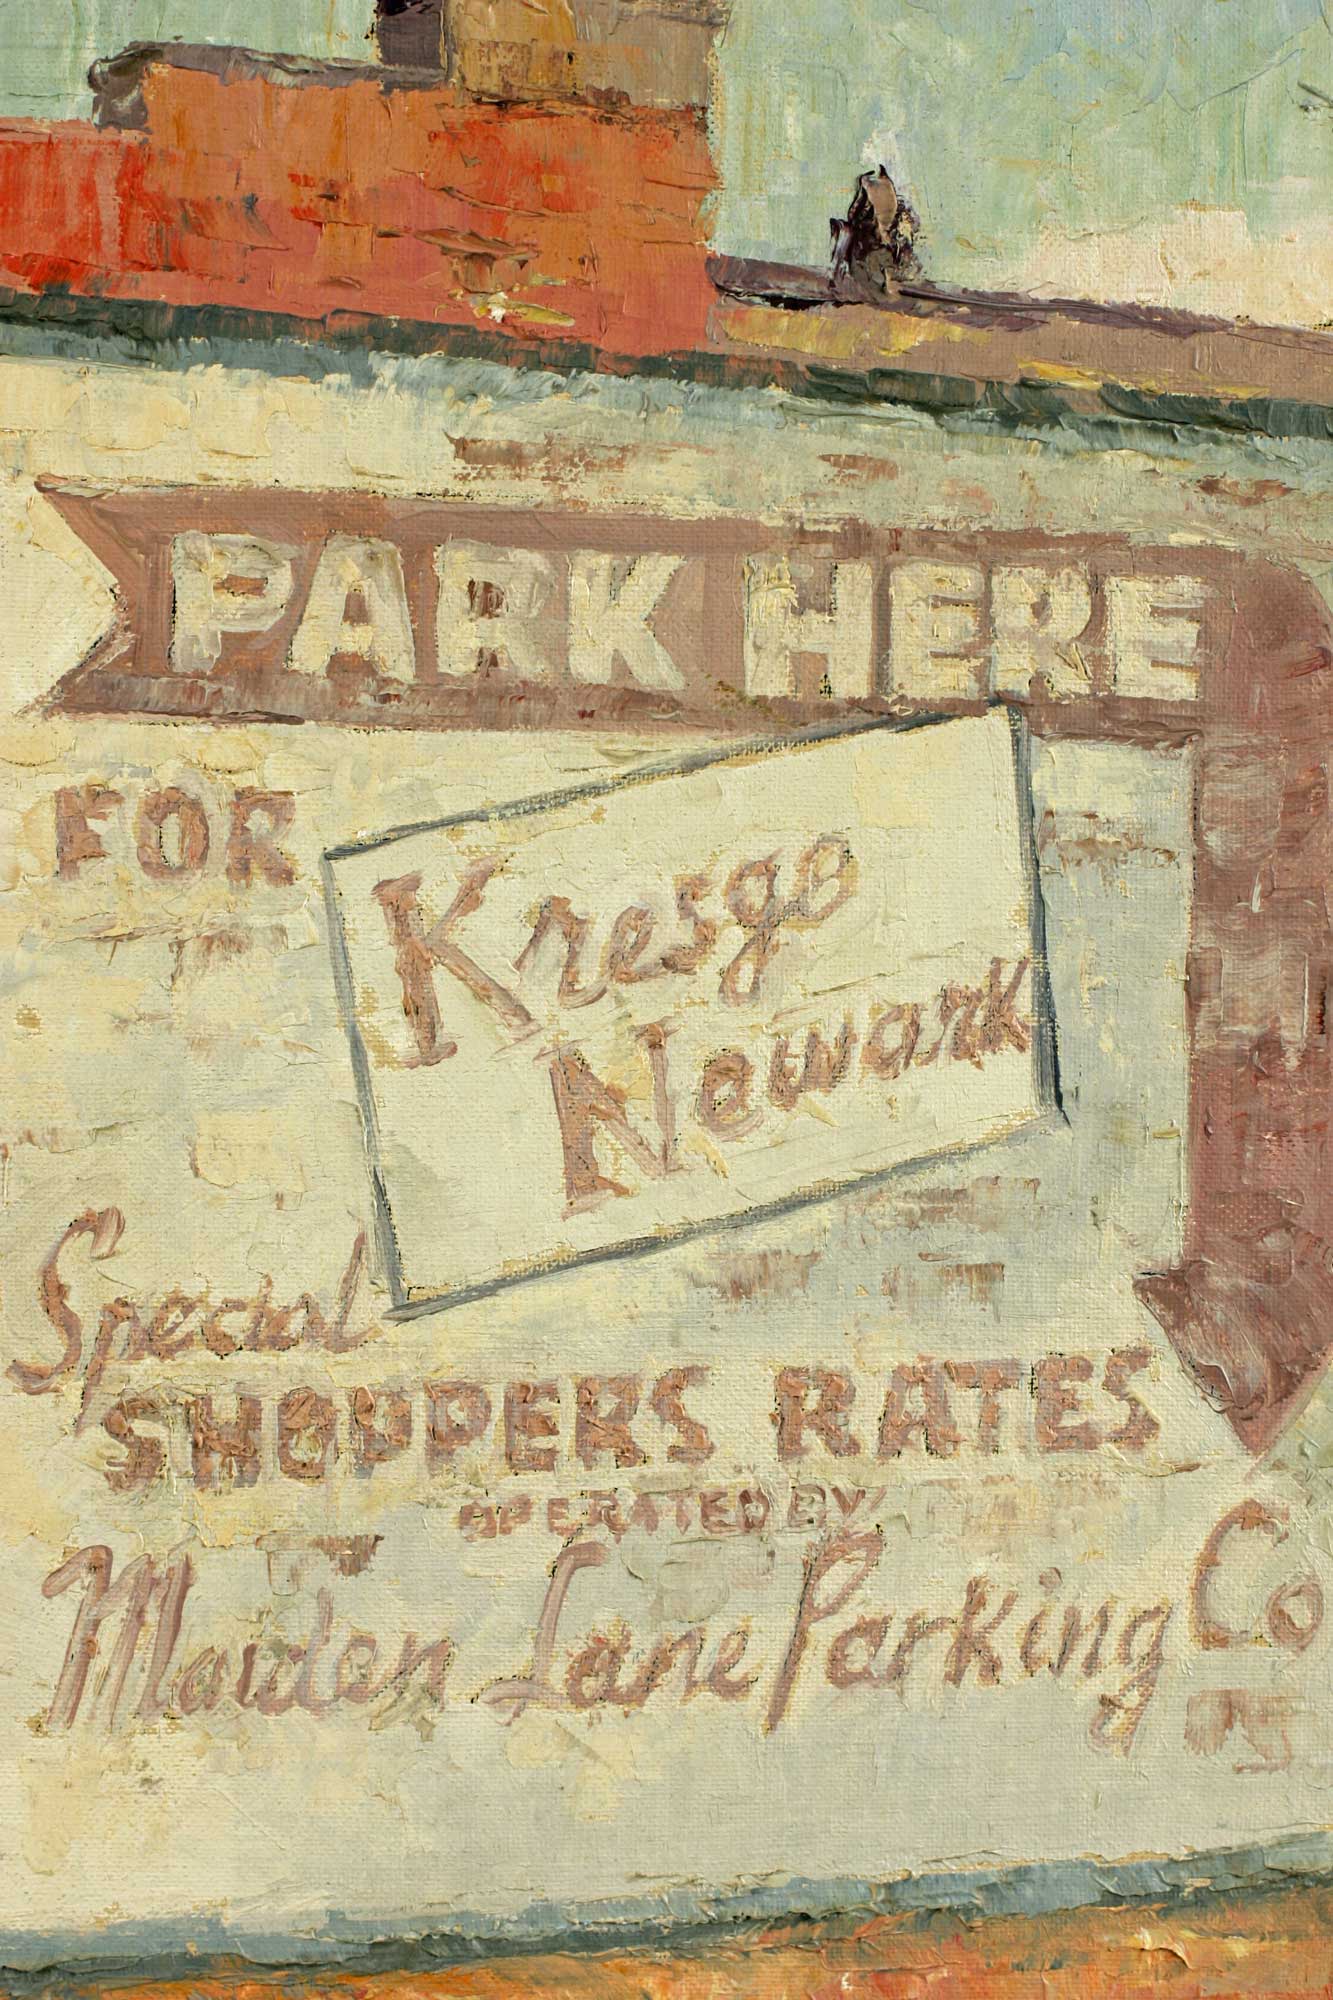 PARK HERE
FOR
Kresge
Newark
Special
SHOPPERS RATES
OPERATED BY
Maiden Lane Parking Co